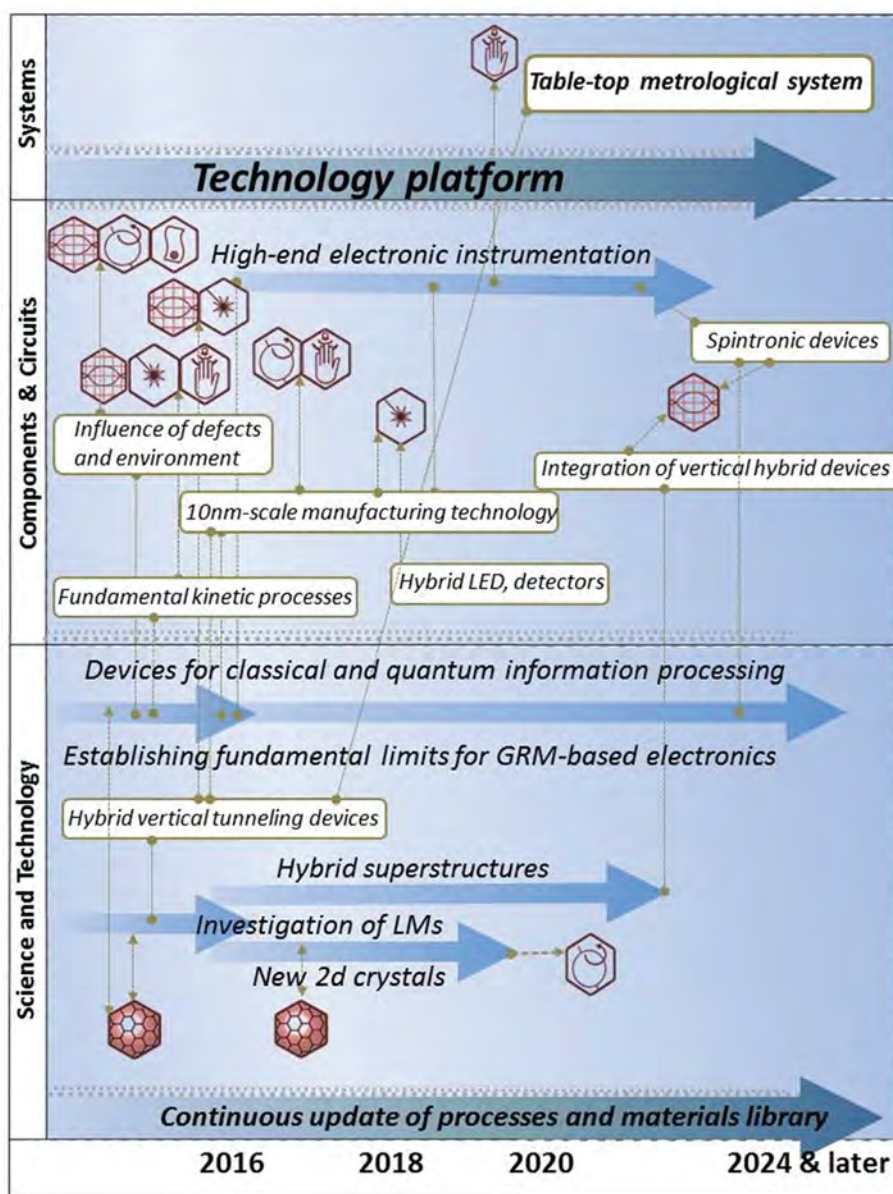 Systems
Table-top metrological system
Technology platform
Components & Circuits
High-end electronic instrumentation
Spintronic devices
Influence of defects
and environment
Integration of vertical hybrid devices
10nm-scale manufacturing technology
Hybrid LED, detectors
Fundamental kinetic processes
Science and Technology
Devices for classical and quantum information processing
Establishing fundamental limits for GRM-based electronics
Hybrid vertical tunneling devices
Hybrid superstructures
Investigation of LMs
New 2d crystals
Continuous update of processes and materials library
2016 2018 2020 2024 & later